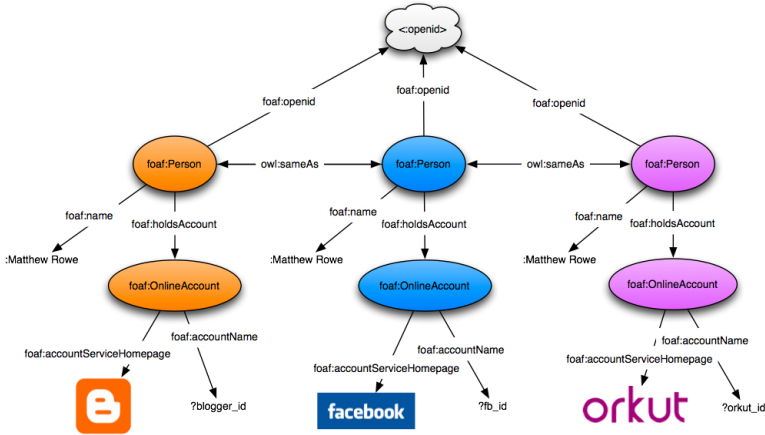 <:openid>
foaf:openid
foaf:openid
foaf:openid
foaf:Person
owl:sameAs
foaf:Person
owl:sameAs
foaf:Person
foaf:name
foaf:holdsAccount
foaf:name
foaf:holdsAccount
foaf:name
foaf:holdsAccount
:Matthew Rowe
:Matthew Rowe
:Matthew Rowe
foaf:OnlineAccount
foaf:OnlineAccount
foaf:OnlineAccount
foaf:accountName
foaf:accountServiceHomepage
foaf:accountName
foaf:accountServiceHomepage
foaf:accountName
foaf:accountServiceHomepage
B
?blogger_id
facebook
?fb_id
orkut
?orkut_id